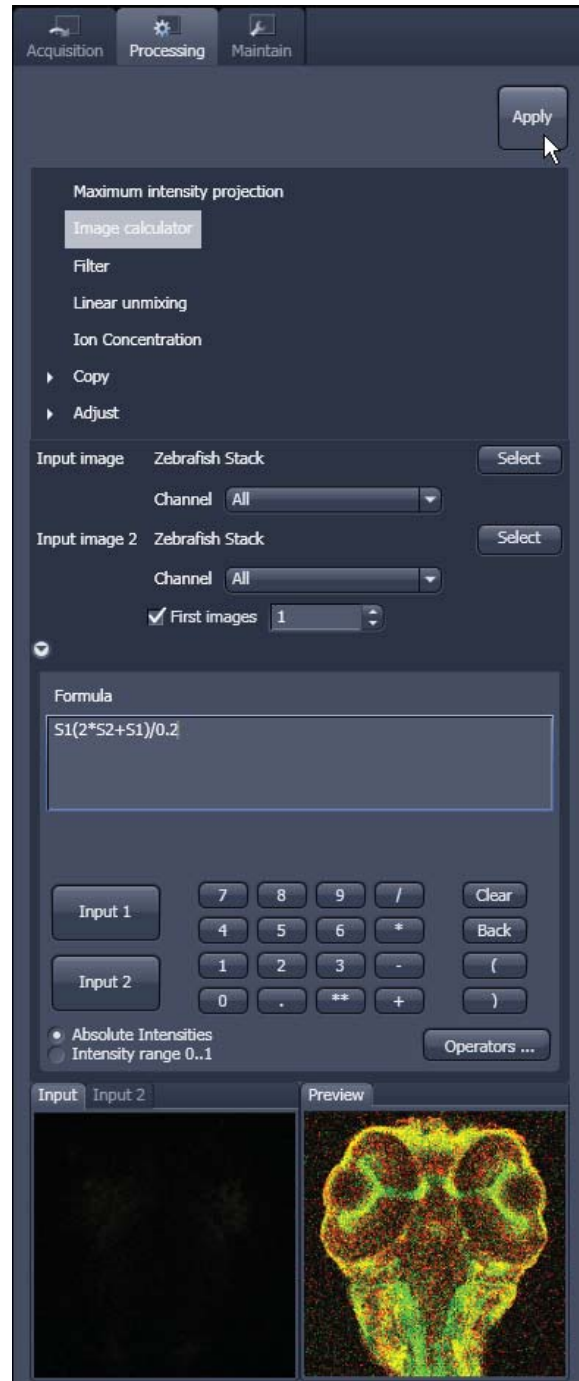 Acquisition Processing Maintain
Apply
Maximum intensity projection
Image calculator
Filter
Linear unmixing
Ion Concentration
Copy
Adjust
Input image Zebrafish Stack Select
Channel All
Input image 2 Zebrafish Stack Select
Channel All
First images 1
Formula
S1(2*S2+S1)/0.2
Input 1
7 8 9 / Clear
4 5 6 * Back
Input 2
1 2 3 - (
0 . ** + )
Absolute Intensities
Intensity range 0..1
Operators ...
Input Input 2 Preview